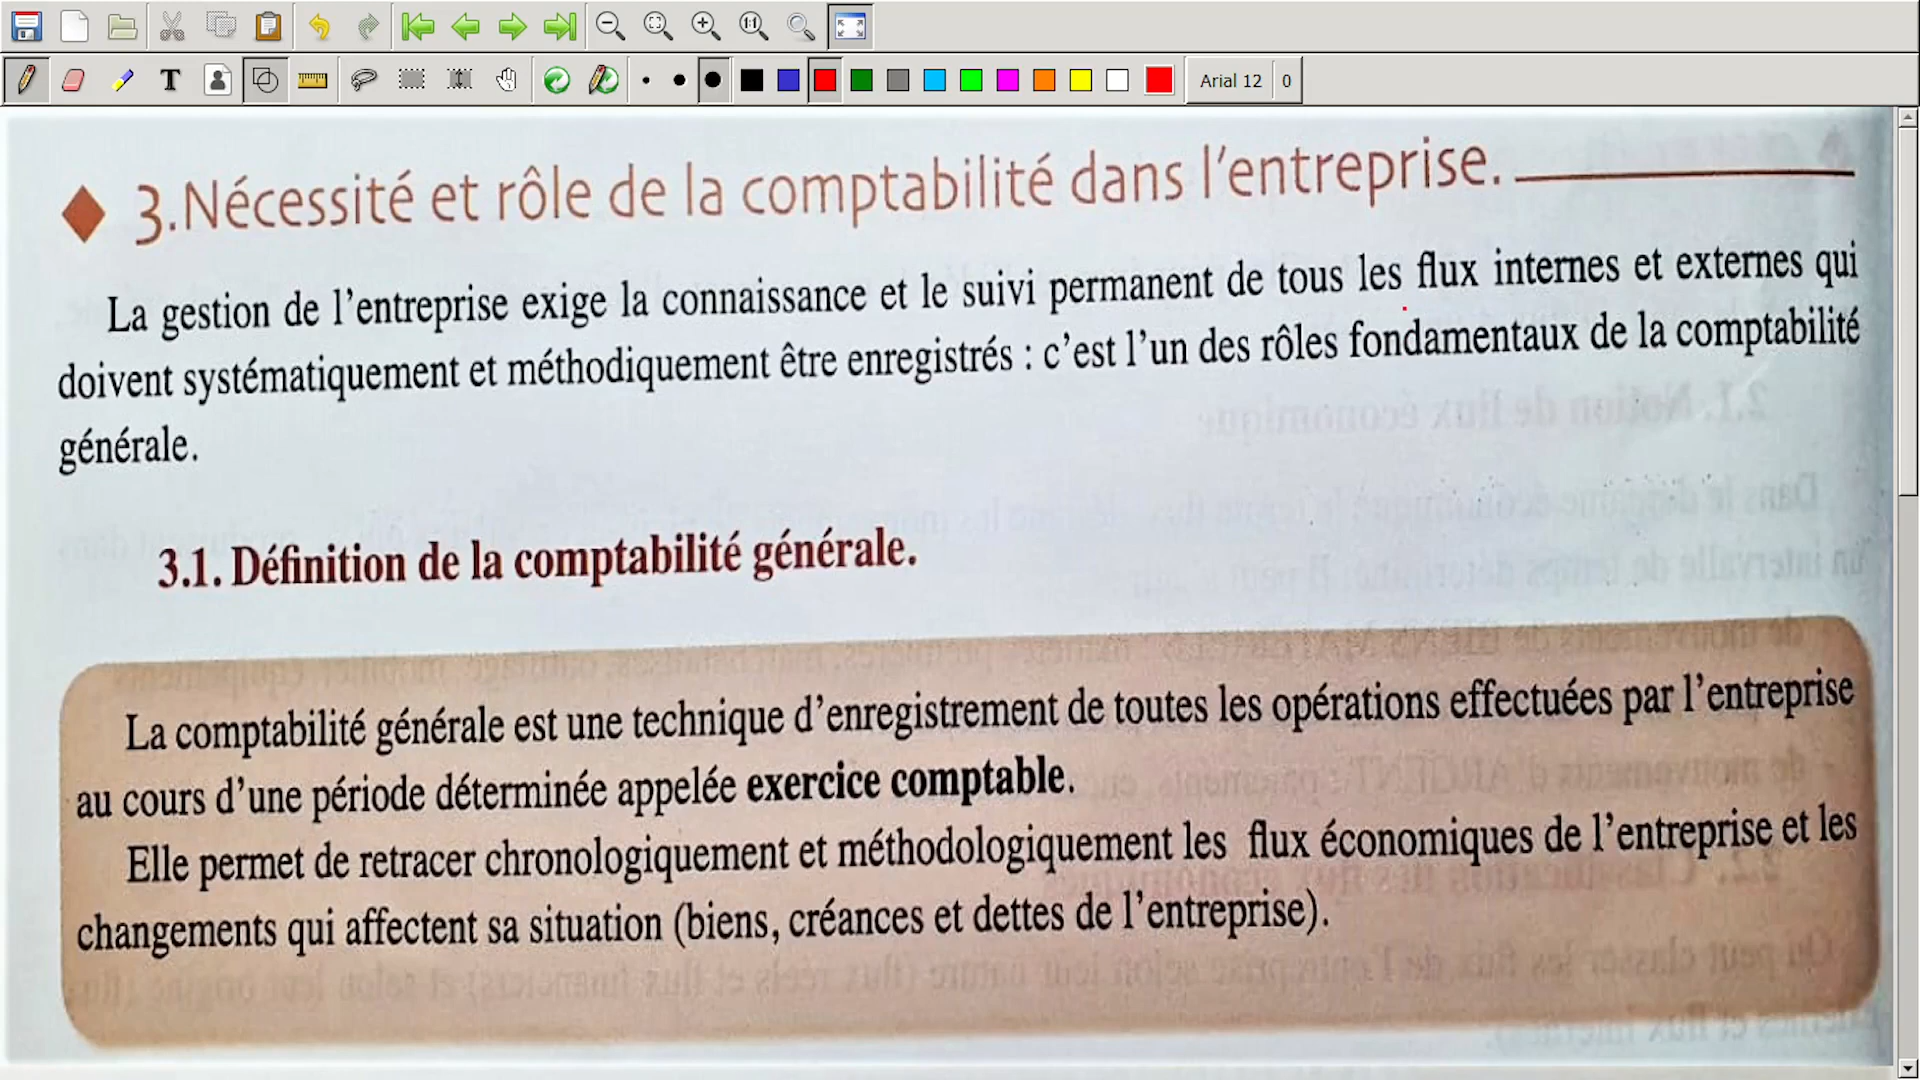 T
1:1
Arial 12 0
3.Nécessité et rôle de la comptabilité dans l'entreprise.
La gestion de l'entreprise exige la connaissance et le suivi permanent de tous les flux internes et externes qui
doivent systématiquement et méthodiquement être enregistrés : c'est l'un des rôles fondamentaux de la comptabilité
générale.
3.1. Définition de la comptabilité générale.
La comptabilité générale est une technique d'enregistrement de toutes les opérations effectuées par l'entreprise
au cours d'une période déterminée appelée exercice comptable.
Elle permet de retracer chronologiquement et méthodologiquement les flux économiques de l'entreprise et les
changements qui affectent sa situation (biens, créances et dettes de l'entreprise).